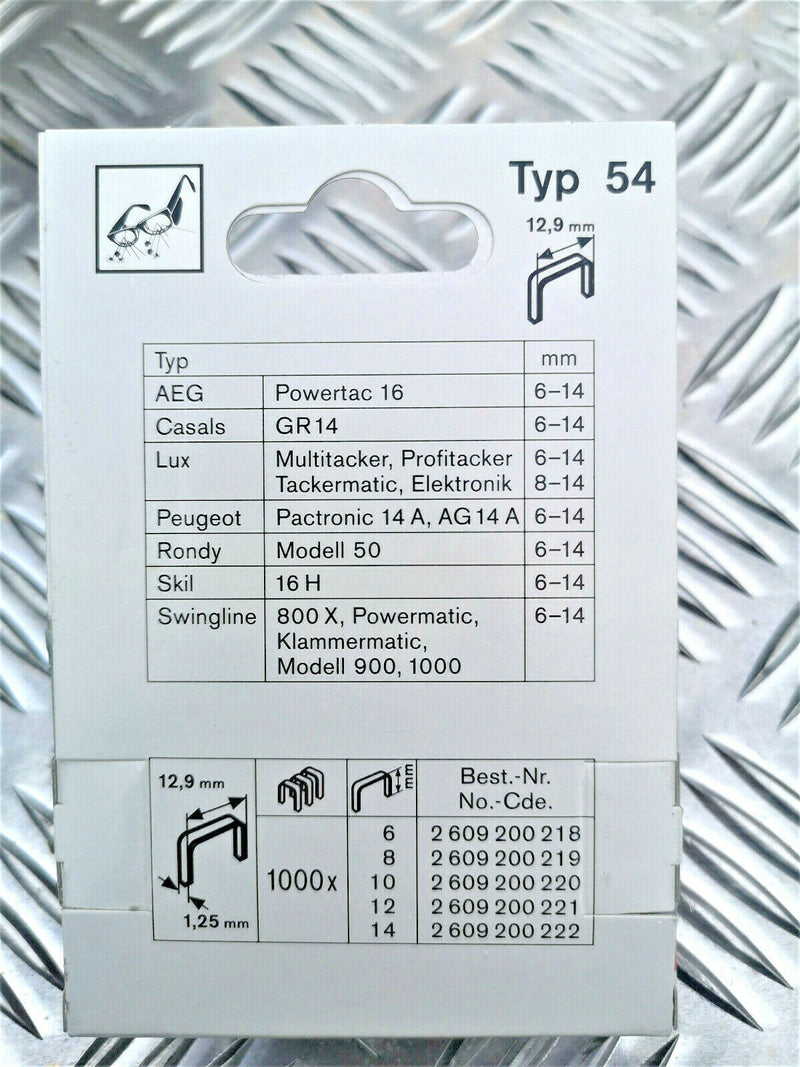 Typ 54
12,9 mm
Typ mm
AEG Powertac 16 6–14
Casals GR14 6–14
Lux Multitacker, Profitacker 6–14
Tackermatic, Elektronik 8–14
Peugeot Pactronic 14 A, AG 14 A 6–14
Rondy Modell 50 6–14
Skil 16 H 6–14
Swingline 800 X, Powermatic, 6–14
Klammermatic,
Modell 900, 1000
12,9 mm mm Best.-Nr.
No.-Cde.
6 2 609 200 218
8 2 609 200 219
1000x 10 2 609 200 220
12 2 609 200 221
1,25 mm 14 2 609 200 222